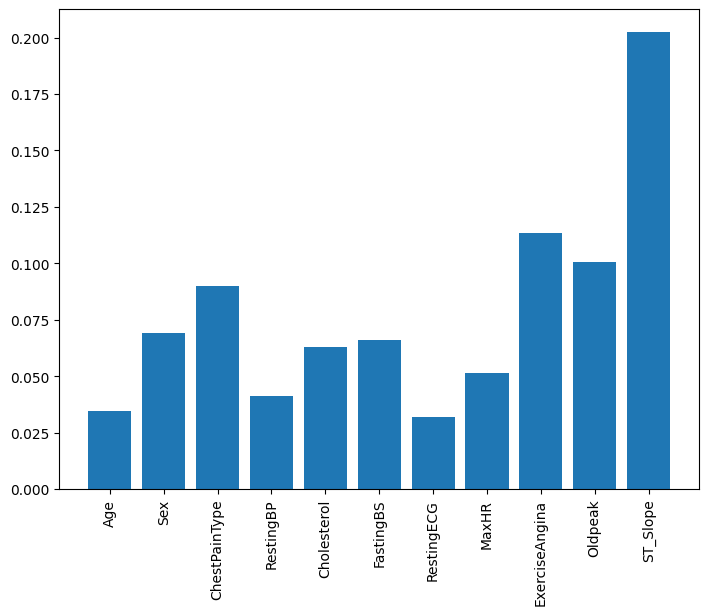 0.200
0.175
0.150
0.125
0.100
0.075
0.050
0.025
0.000
Age
Sex
ChestPainType
RestingBP
Cholesterol
FastingBS
RestingECG
MaxHR
ExerciseAngina
Oldpeak
ST_Slope